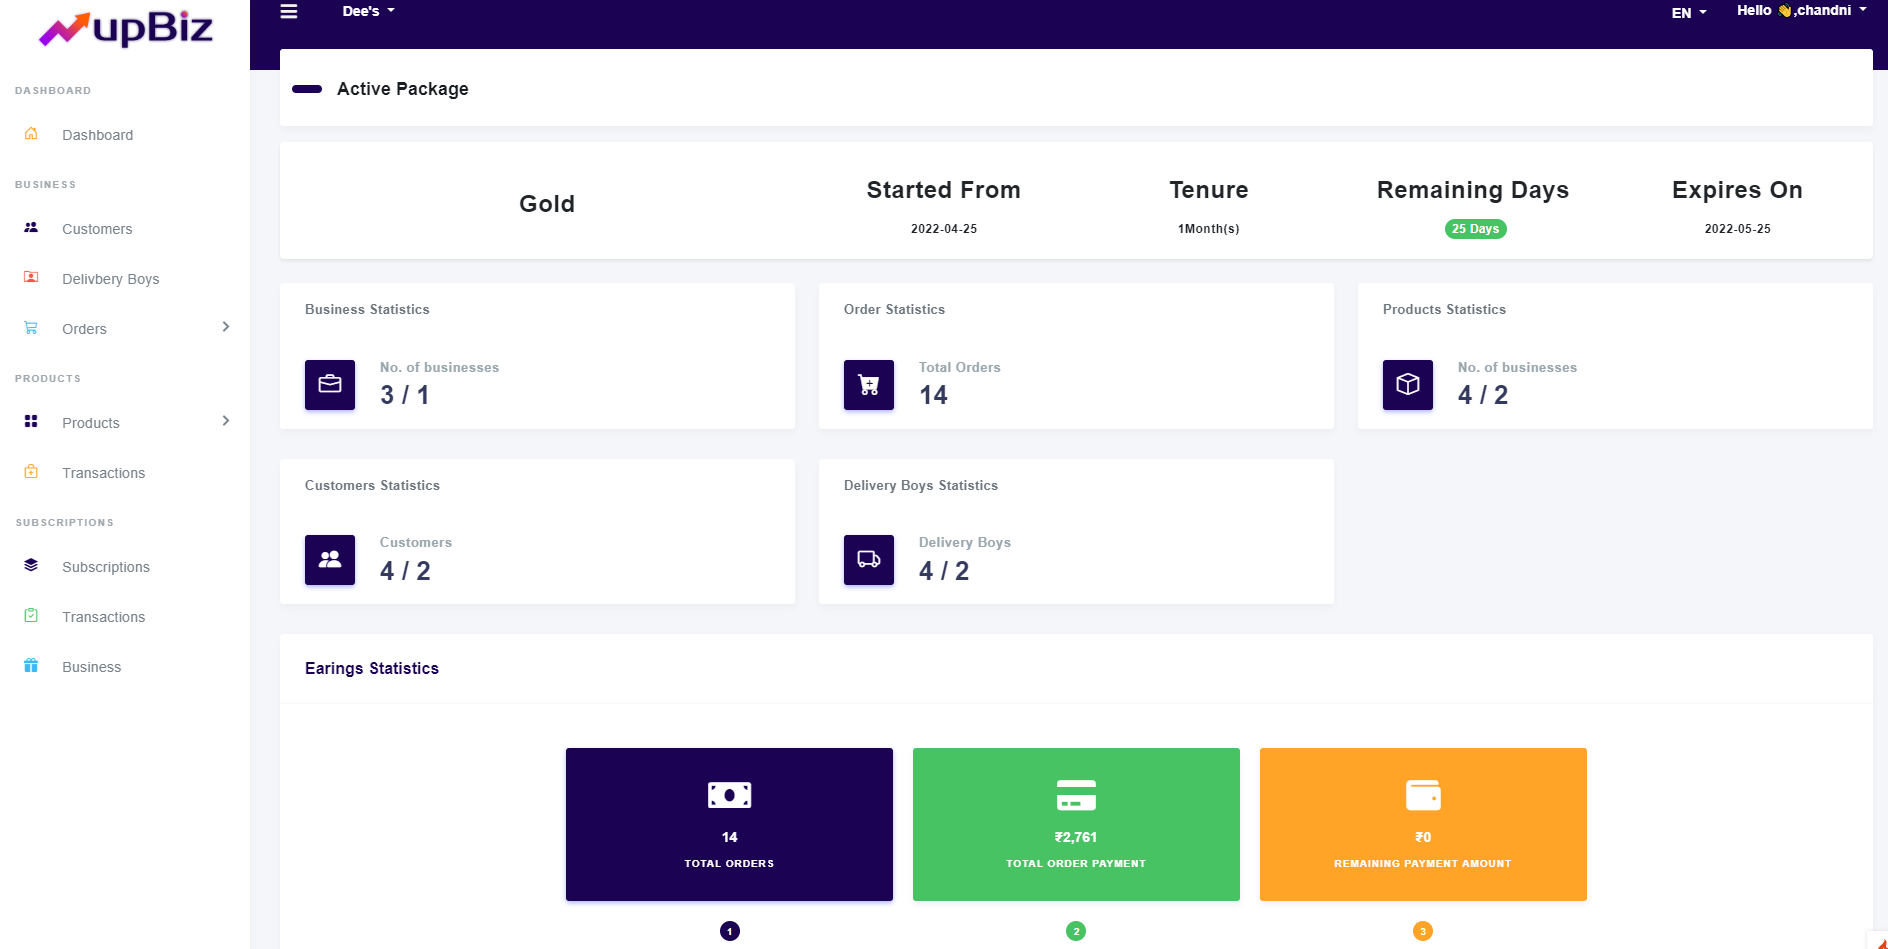 upBiz
Dee's
EN
Hello 👋,chandni
DASHBOARD
Dashboard
BUSINESS
Customers
Delivbery Boys
Orders
PRODUCTS
Products
Transactions
SUBSCRIPTIONS
Subscriptions
Transactions
Business
Active Package
Gold
Started From
2022-04-25
Tenure
1Month(s)
Remaining Days
25 Days
Expires On
2022-05-25
Business Statistics
No. of businesses
3 / 1
Order Statistics
Total Orders
14
Products Statistics
No. of businesses
4 / 2
Customers Statistics
Customers
4 / 2
Delivery Boys Statistics
Delivery Boys
4 / 2
Earings Statistics
14
TOTAL ORDERS
1
₹2,761
TOTAL ORDER PAYMENT
2
₹0
REMAINING PAYMENT AMOUNT
3